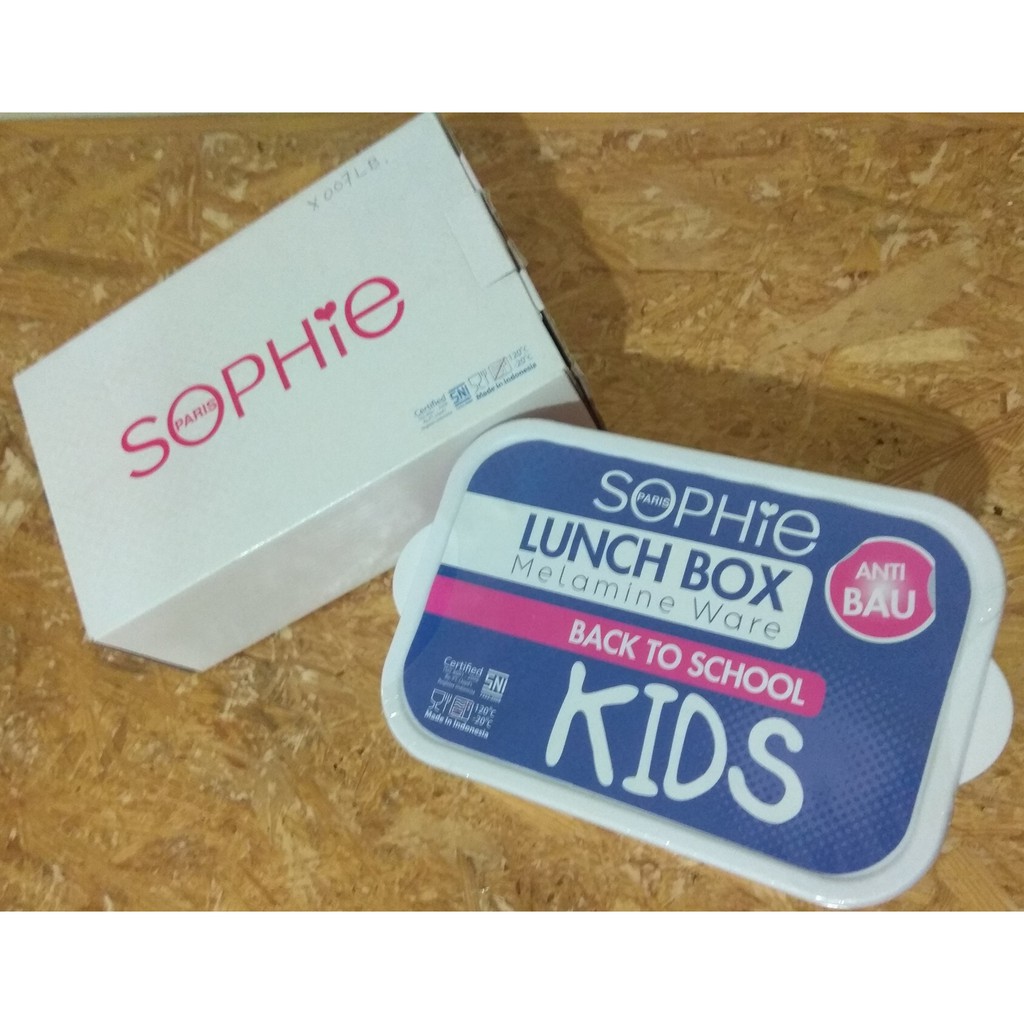 X007LB.
SOPHie
PARIS
Certified
SNI
120°C
-20°C
Made in Indonesia
SOPHie
PARIS
LUNCH BOX
Melamine Ware
ANTI
BAU
BACK TO SCHOOL
KIDS
Certified
SNI
120°C
-20°C
Made in Indonesia